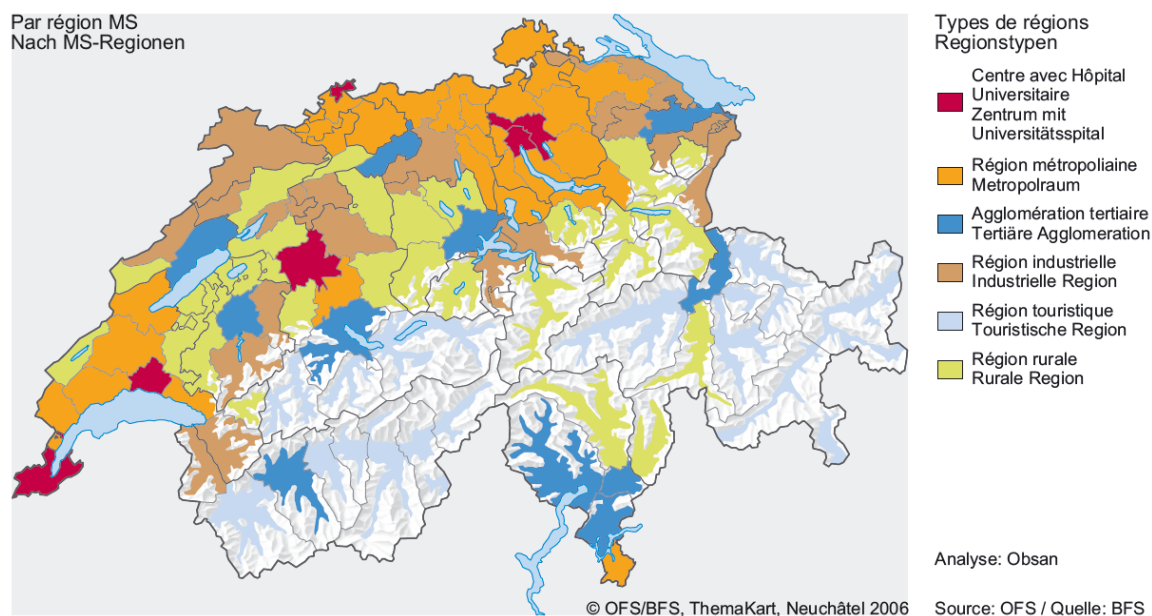 Par région MS
Nach MS-Regionen
Types de régions
Regionstypen
Centre avec Hôpital
Universitaire
Zentrum mit
Universitätsspital
Région métropoliaine
Metropolraum
Agglomération tertiaire
Tertiäre Agglomeration
Région industrielle
Industrielle Region
Région touristique
Touristische Region
Région rurale
Rurale Region
Analyse: Obsan
© OFS/BFS, ThemaKart, Neuchâtel 2006
Source: OFS / Quelle: BFS